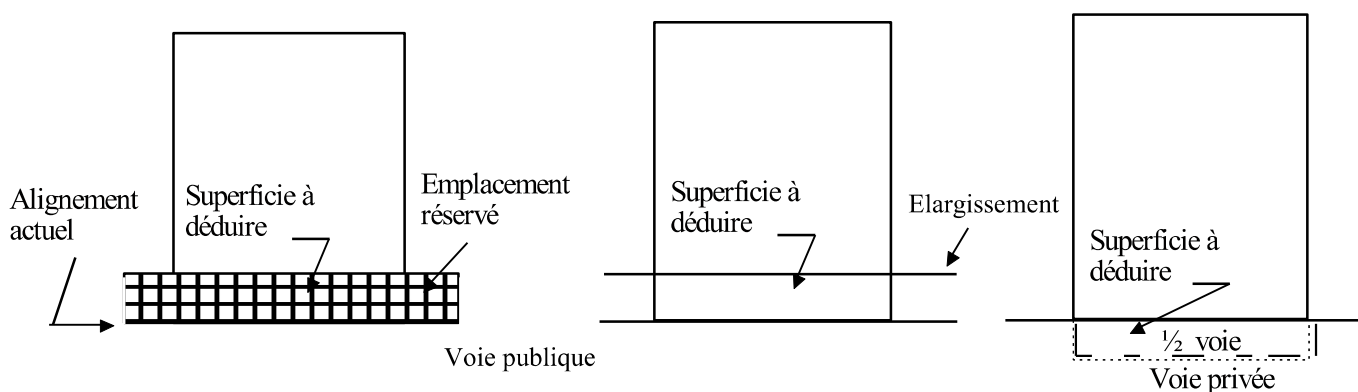 Alignement
actuel
Superficie à
déduire
Emplacement
réservé
Voie publique
Superficie à
déduire
Elargissement
Superficie à
déduire
½ voie
Voie privée